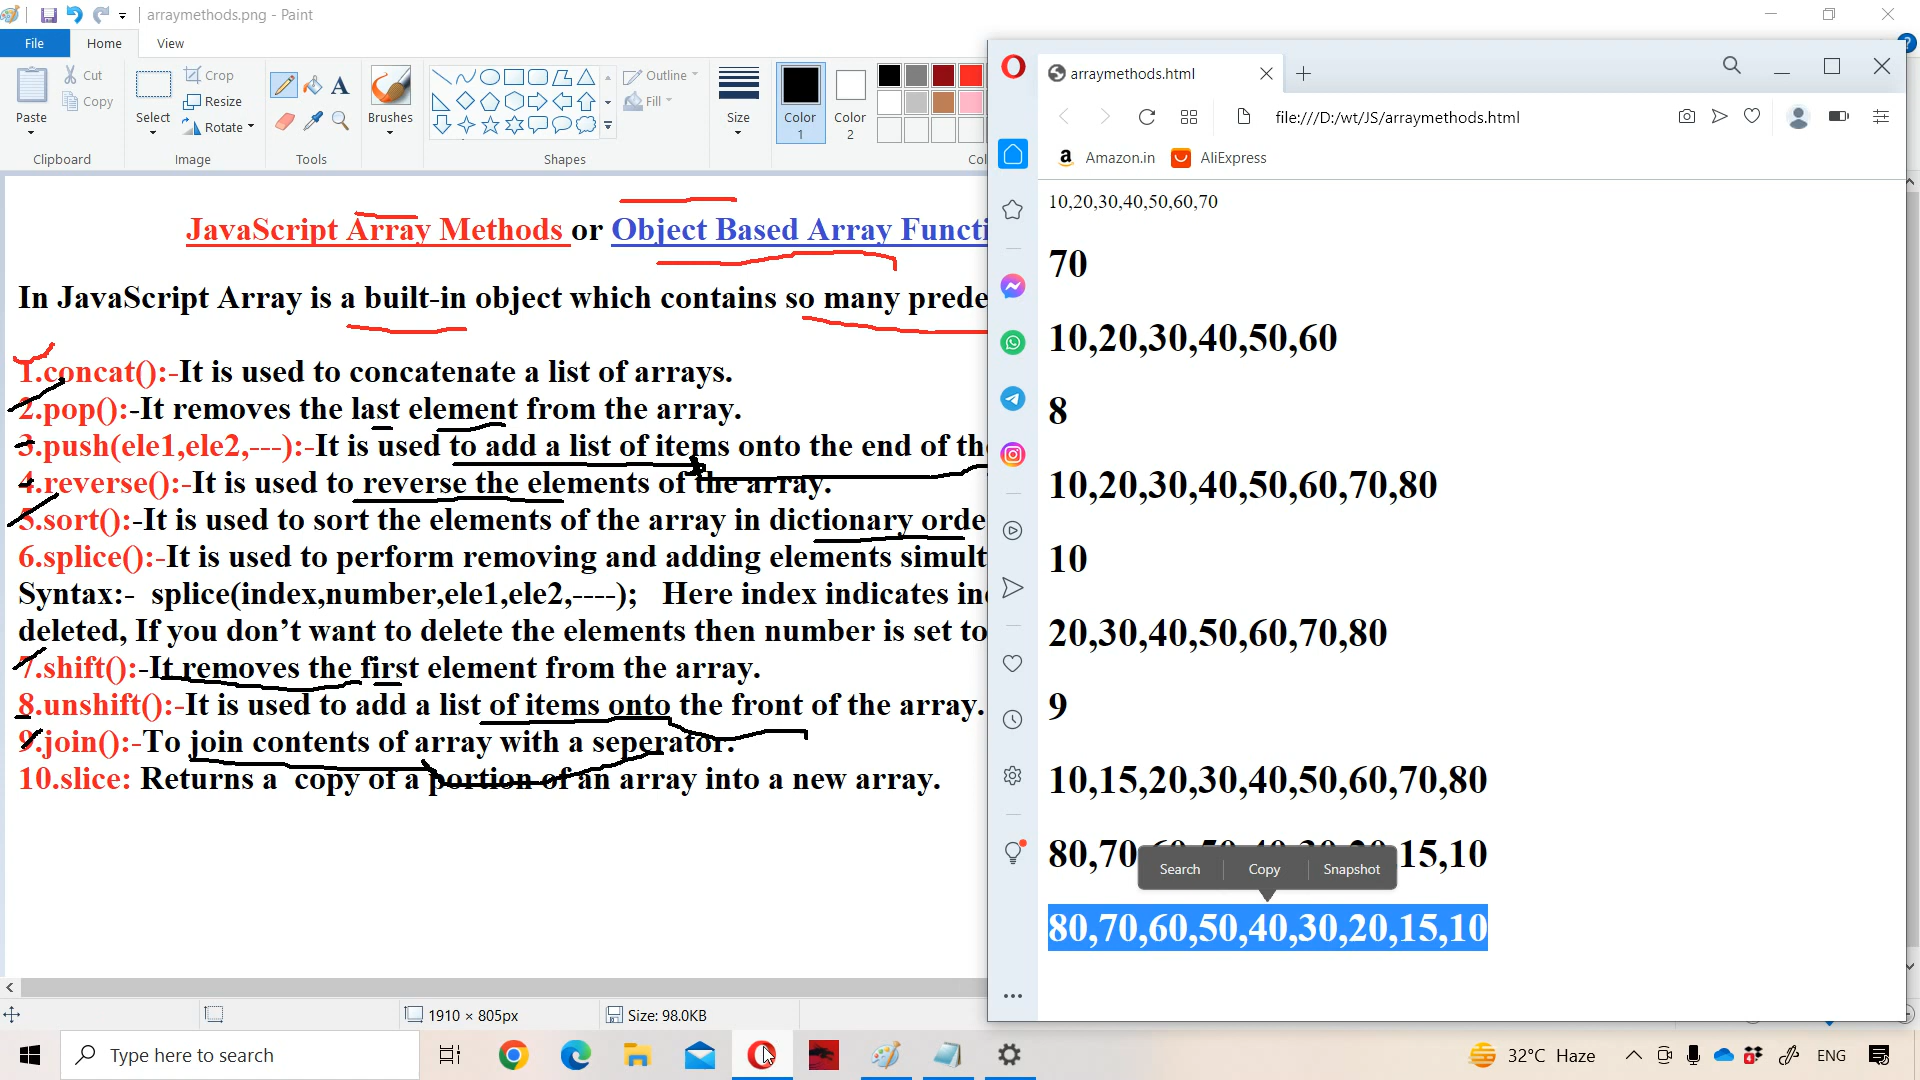 arraymethods.png - Paint
File
Home
View
Paste
Cut
Copy
Clipboard
Select
Crop
Resize
Rotate
Image
Tools
Brushes
Outline
Fill
Shapes
Size
Color 1
Color 2
JavaScript Array Methods or Object Based Array Functi
In JavaScript Array is a built-in object which contains so many prede
1.concat():-It is used to concatenate a list of arrays.
2.pop():-It removes the last element from the array.
3.push(ele1,ele2,---):-It is used to add a list of items onto the end of th
4.reverse():-It is used to reverse the elements of the array.
5.sort():-It is used to sort the elements of the array in dictionary orde
6.splice():-It is used to perform removing and adding elements simult
Syntax:- splice(index,number,ele1,ele2,----); Here index indicates in
deleted, If you don’t want to delete the elements then number is set to
7.shift():-It removes the first element from the array.
8.unshift():-It is used to add a list of items onto the front of the array.
9.join():-To join contents of array with a seperator.
10.slice: Returns a copy of a portion of an array into a new array.
1910 × 805px
Size: 98.0KB
arraymethods.html
file:///D:/wt/JS/arraymethods.html
Amazon.in
AliExpress
10,20,30,40,50,60,70
70
10,20,30,40,50,60
8
10,20,30,40,50,60,70,80
10
20,30,40,50,60,70,80
9
10,15,20,30,40,50,60,70,80
80,70,60,50,40,30,20,15,10
Search
Copy
Snapshot
80,70,60,50,40,30,20,15,10
Type here to search
32°C Haze
ENG